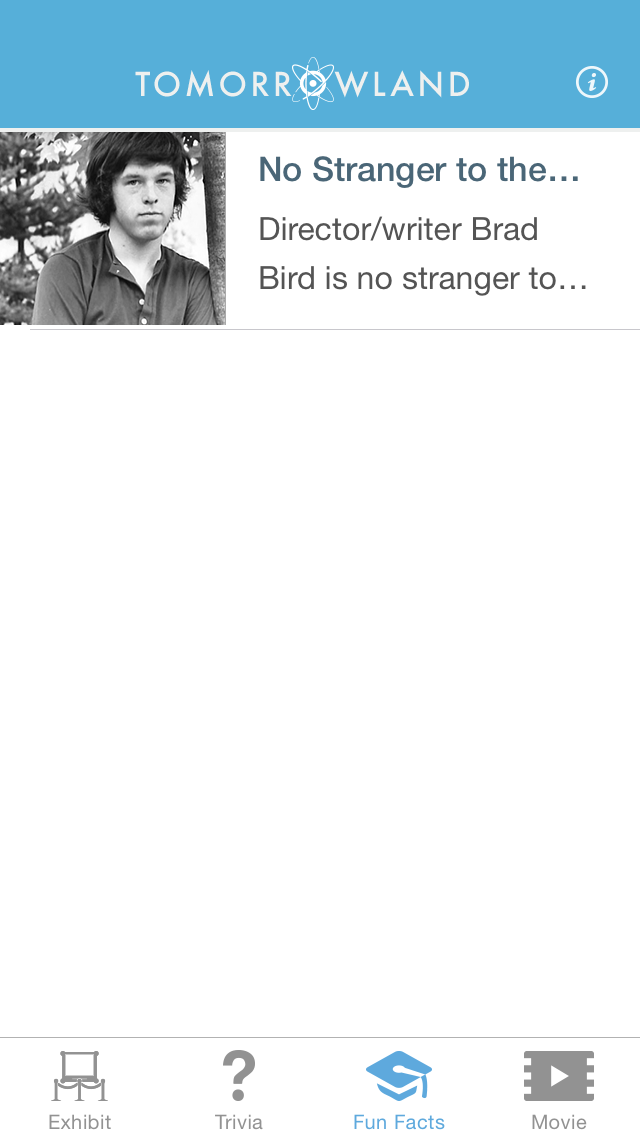 TOMORROWLAND
No Stranger to the...
Director/writer Brad
Bird is no stranger to...
Exhibit
Trivia
Fun Facts
Movie